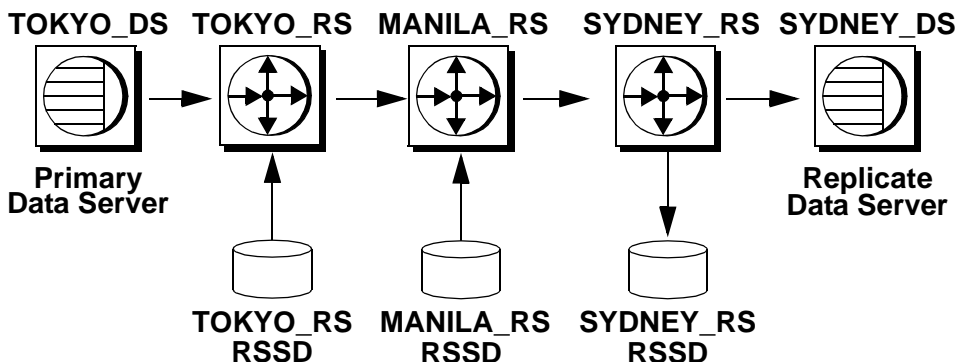 TOKYO_DS TOKYO_RS MANILA_RS SYDNEY_RS SYDNEY_DS
Primary
Data Server
Replicate
Data Server
TOKYO_RS
RSSD
MANILA_RS
RSSD
SYDNEY_RS
RSSD